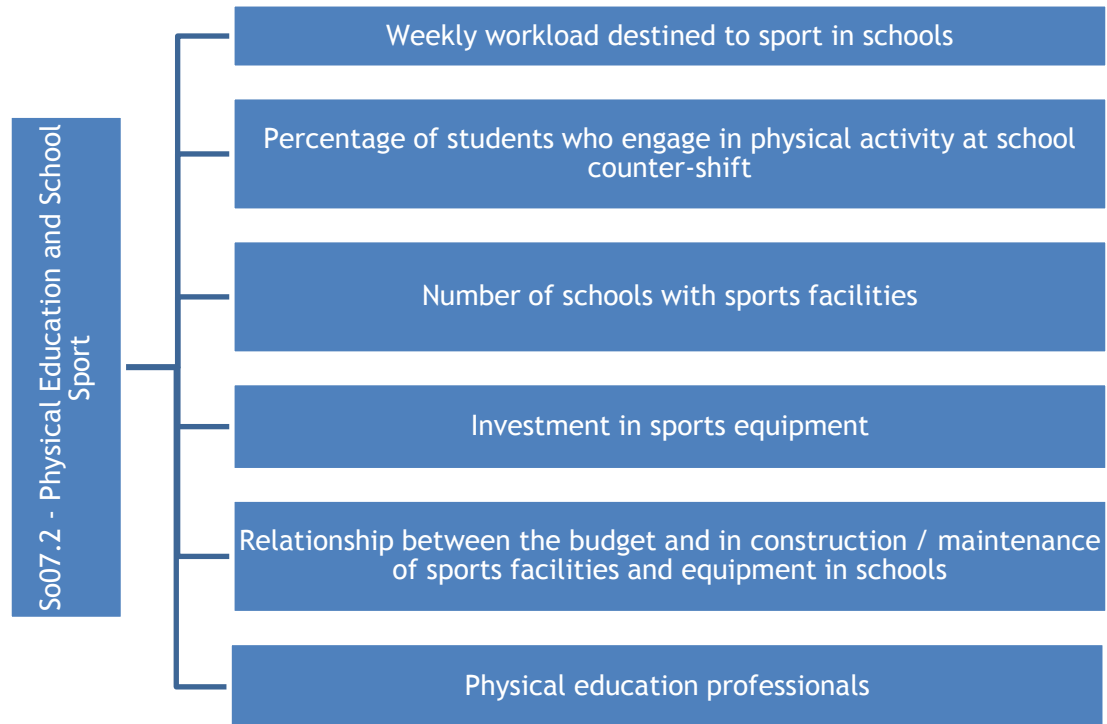 So07.2 - Physical Education and School
Sport
Weekly workload destined to sport in schools
Percentage of students who engage in physical activity at school
counter-shift
Number of schools with sports facilities
Investment in sports equipment
Relationship between the budget and in construction / maintenance
of sports facilities and equipment in schools
Physical education professionals